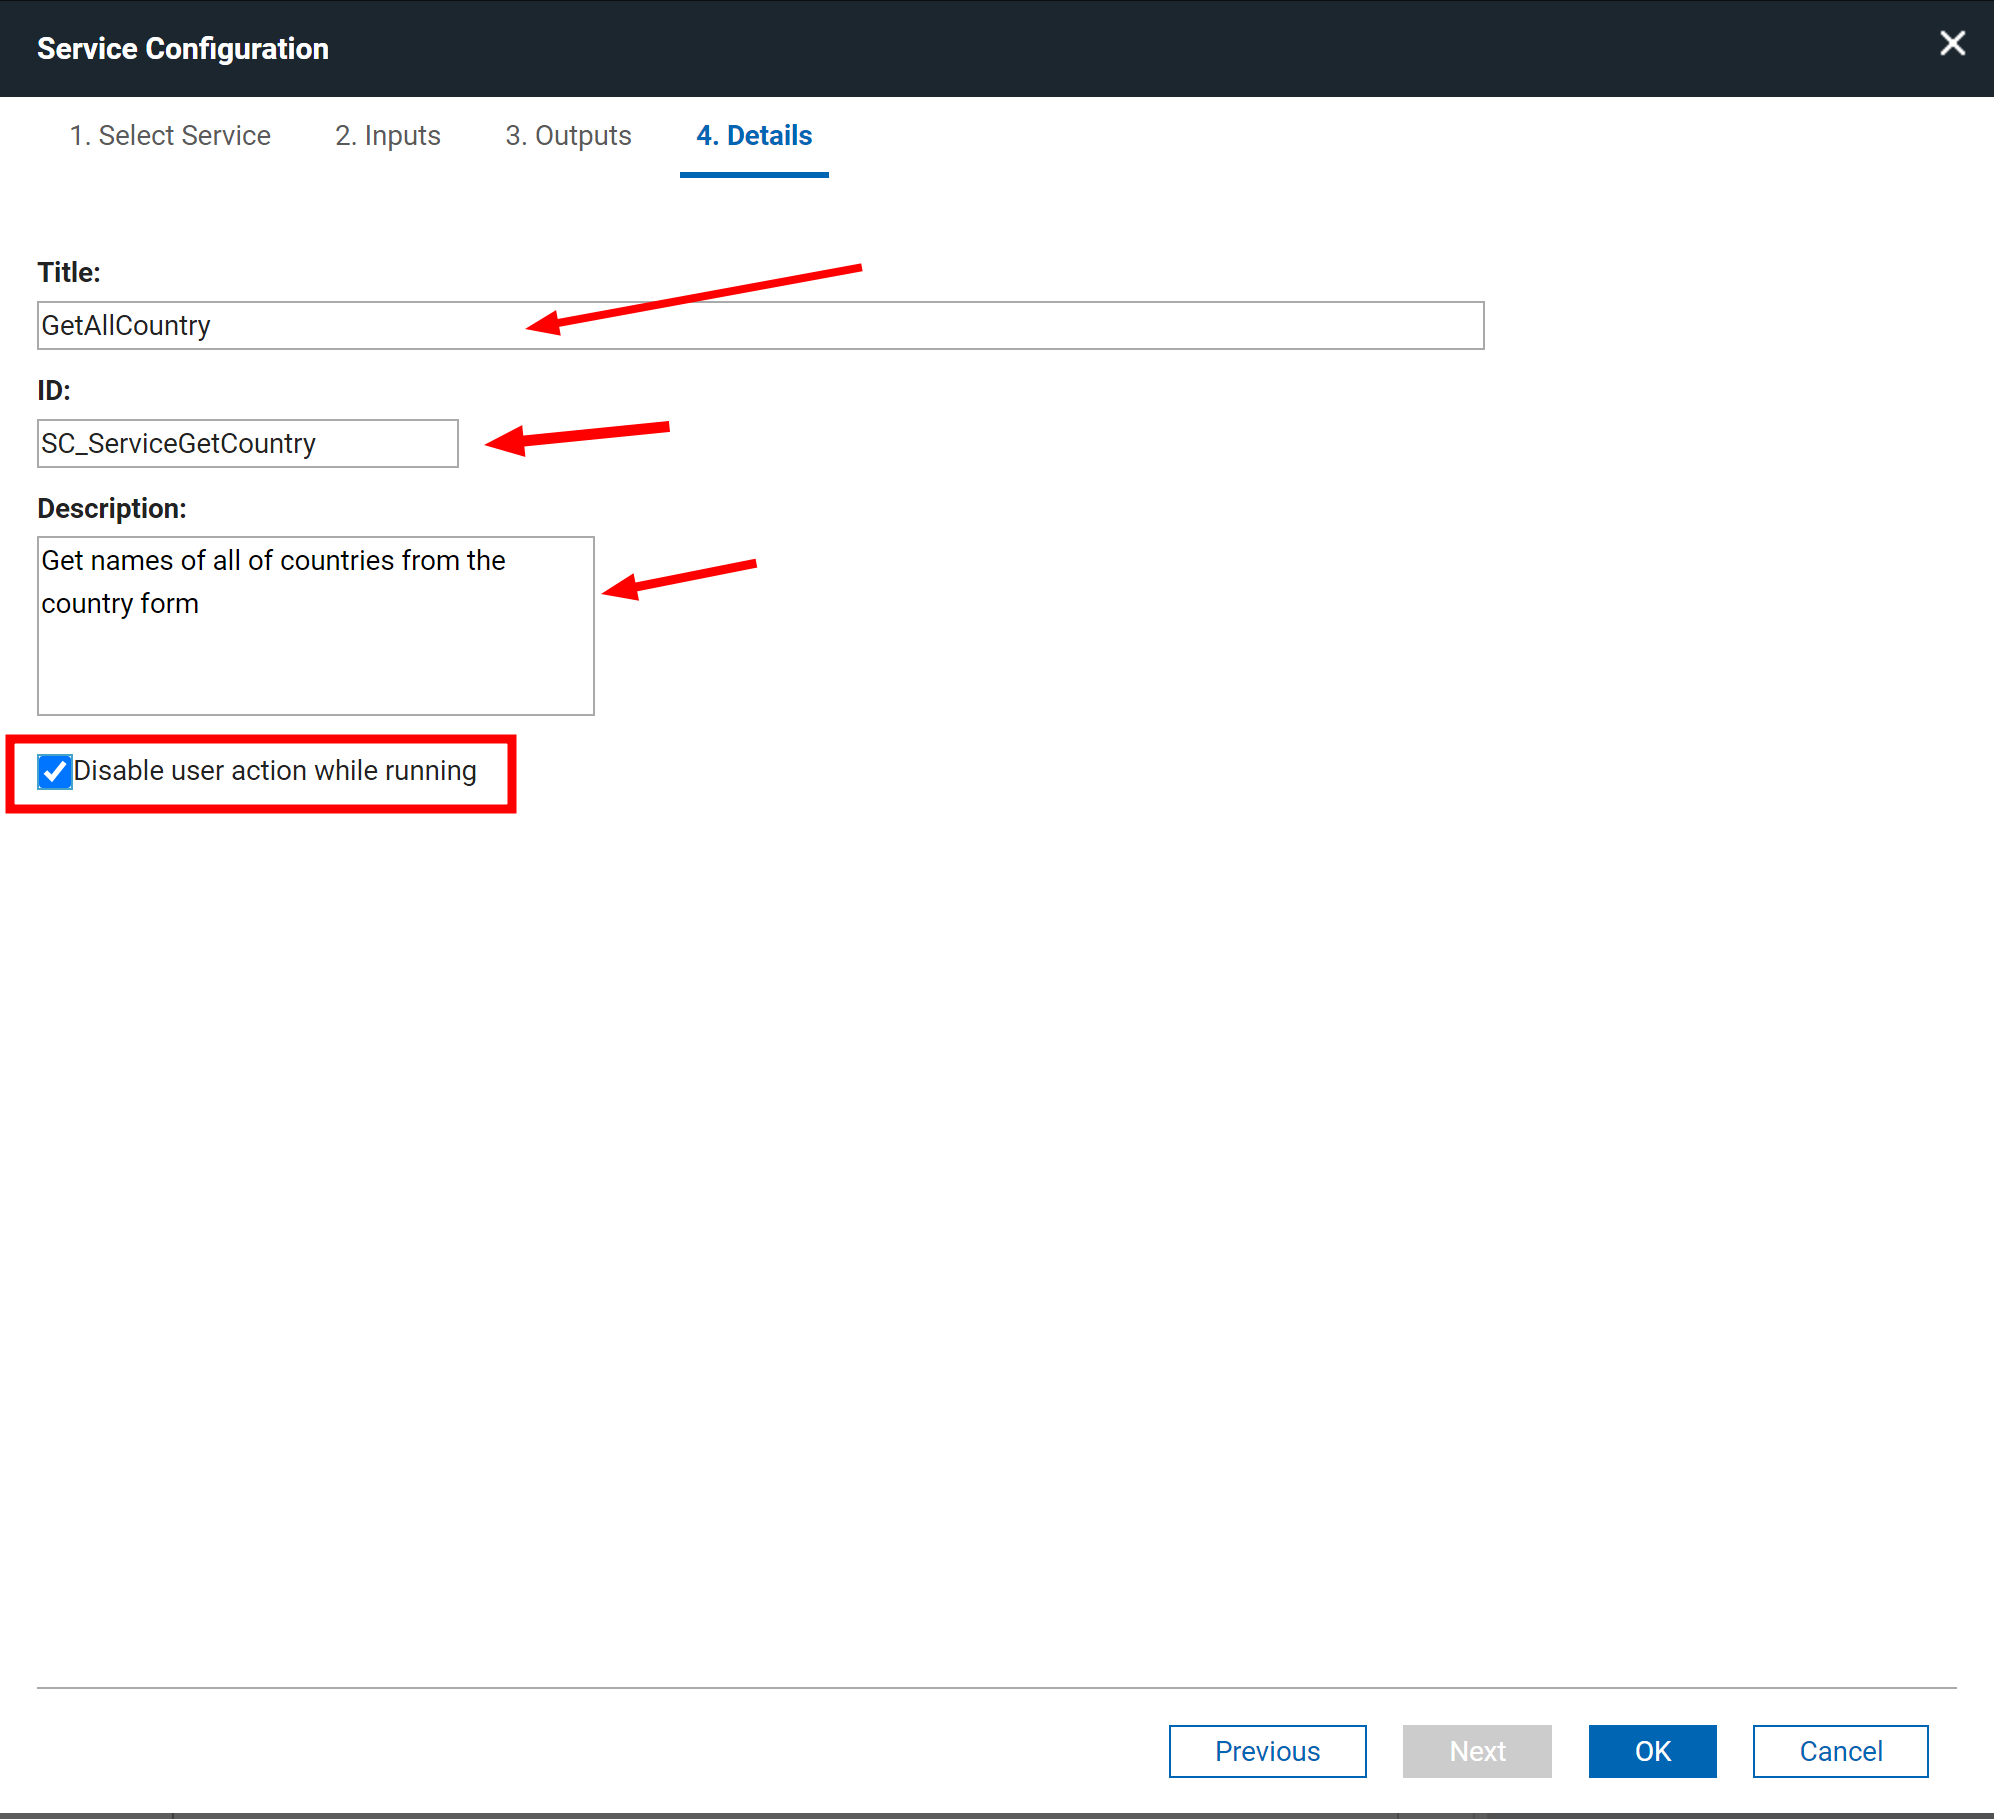 Service Configuration
1. Select Service 2. Inputs 3. Outputs 4. Details
Title:
GetAllCountry
ID:
SC_ServiceGetCountry
Description:
Get names of all of countries from the
country form
Disable user action while running
Previous Next OK Cancel